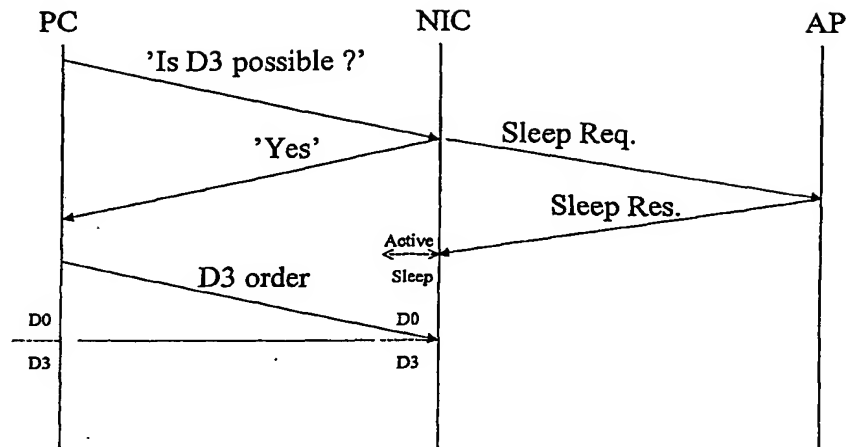 PC NIC AP
'Is D3 possible ?'
Sleep Req.
'Yes'
Sleep Res.
Active
Sleep
D3 order
D0 D0
D3 D3